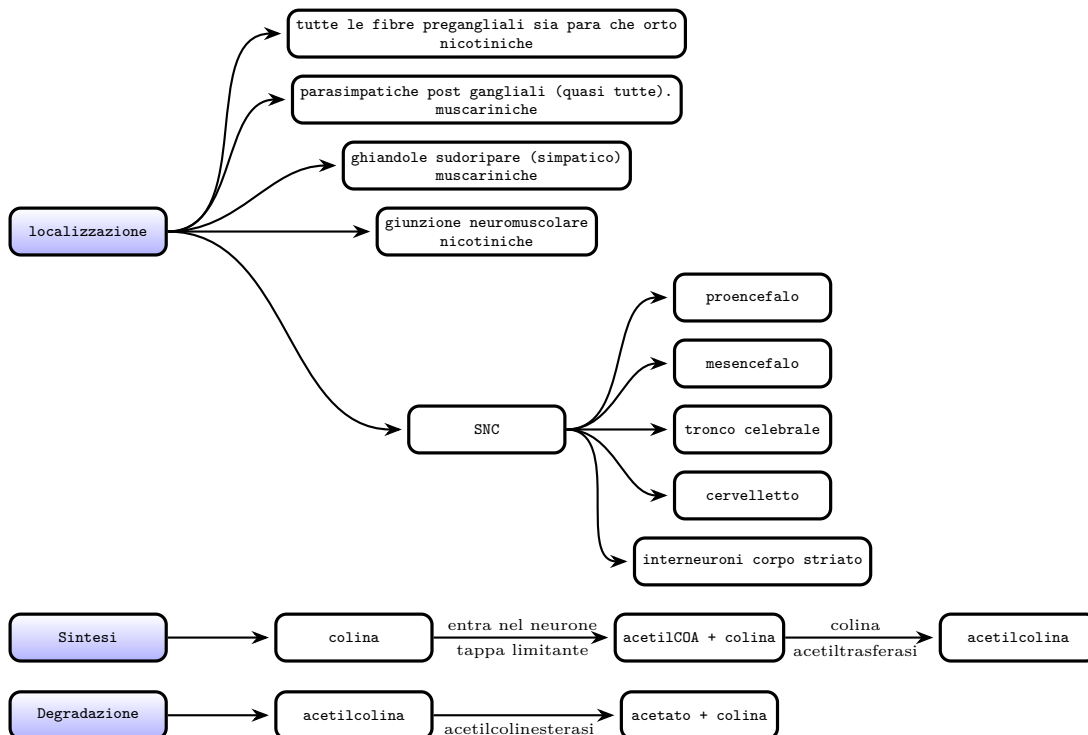 tutte le fibre pregangliali sia para che orto
nicotiniche
parasimpatiche post gangliali (quasi tutte).
muscariniche
ghiandole sudoripare (simpatico)
muscariniche
localizzazione
giunzione neuromuscolare
nicotiniche
proencefalo
mesencefalo
SNC
tronco celebrale
cervelletto
interneuroni corpo striato
Sintesi
colina
entra nel neurone
tappa limitante
acetilCOA + colina
colina
acetiltrasferasi
acetilcolina
Degradazione
acetilcolina
acetilcolinesterasi
acetato + colina